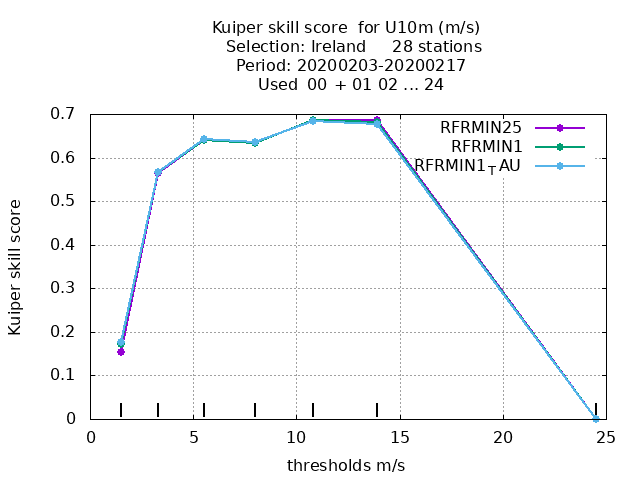 Kuiper skill score for U10m (m/s)
Selection: Ireland 28 stations
Period: 20200203-20200217
Used 00 + 01 02 ... 24
Kuiper skill score
0.7
0.6
0.5
0.4
0.3
0.2
0.1
0
RFRMIN25
RFRMIN1
RFRMIN1TAU
0 5 10 15 20 25
thresholds m/s